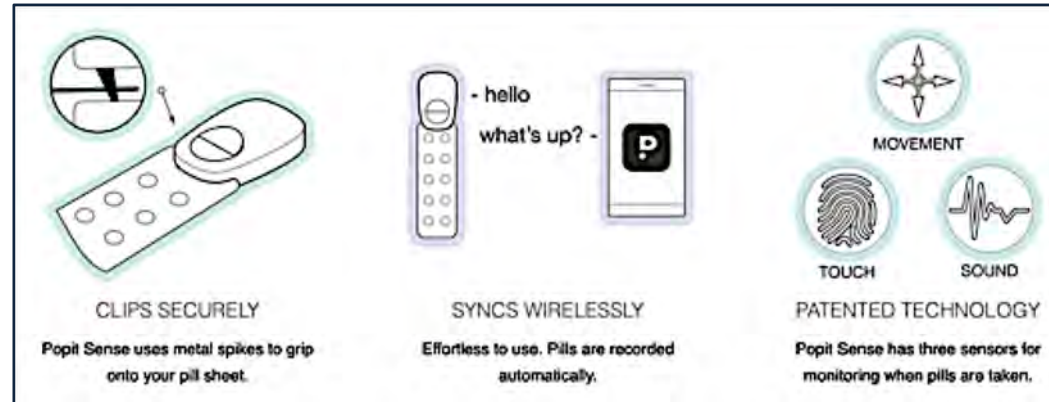 - hello
what's up? -
MOVEMENT
TOUCH
SOUND
CLIPS SECURELY
Popit Sense uses metal spikes to grip
onto your pill sheet.
SYNCS WIRELESSLY
Effortless to use. Pills are recorded
automatically.
PATENTED TECHNOLOGY
Popit Sense has three sensors for
monitoring when pills are taken.